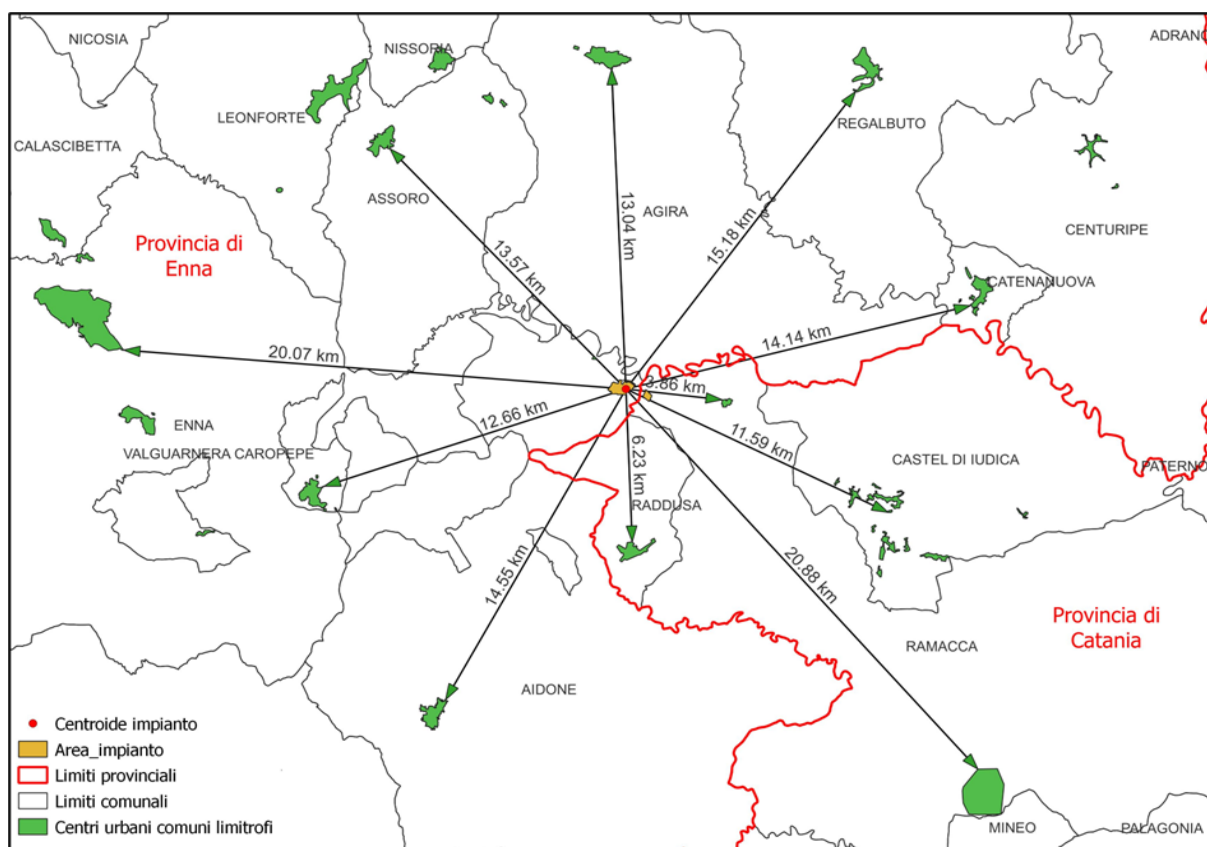 NICOSIA
NISSORIA
ADRANO
LEONFORTE
REGALBUTO
CALASCIBETTA
ASSORO
AGIRA
CENTURIPE
Provincia di
Enna
13.57 km
13.04 km
15.18 km
CATENANUOVA
14.14 km
20.07 km
3.86 km
12.66 km
11.59 km
ENNA
VALGUARNERA CAROPEPE
CASTEL DI IUDICA
PATERNO
6.23 km
RADDUSA
14.55 km
20.88 km
Provincia di
Catania
RAMACCA
AIDONE
Centroide impianto
Area_impianto
Limiti provinciali
Limiti comunali
Centri urbani comuni limitrofi
MINEO
PALAGONIA